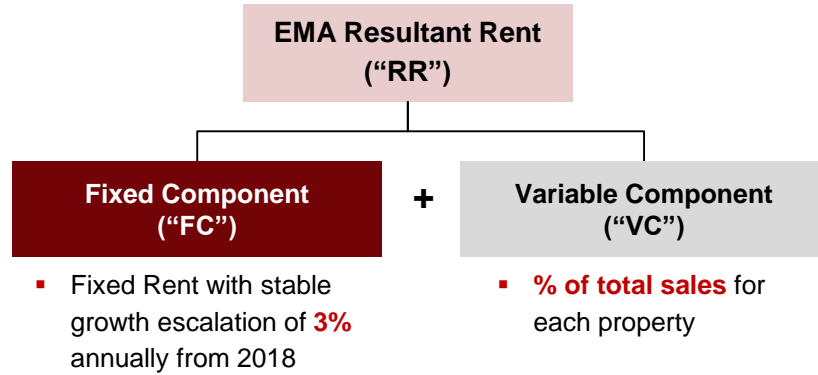 EMA Resultant Rent
(“RR”)
Fixed Component
(“FC”)
+
Variable Component
(“VC”)
▪ Fixed Rent with stable
growth escalation of 3%
annually from 2018
▪ % of total sales for
each property